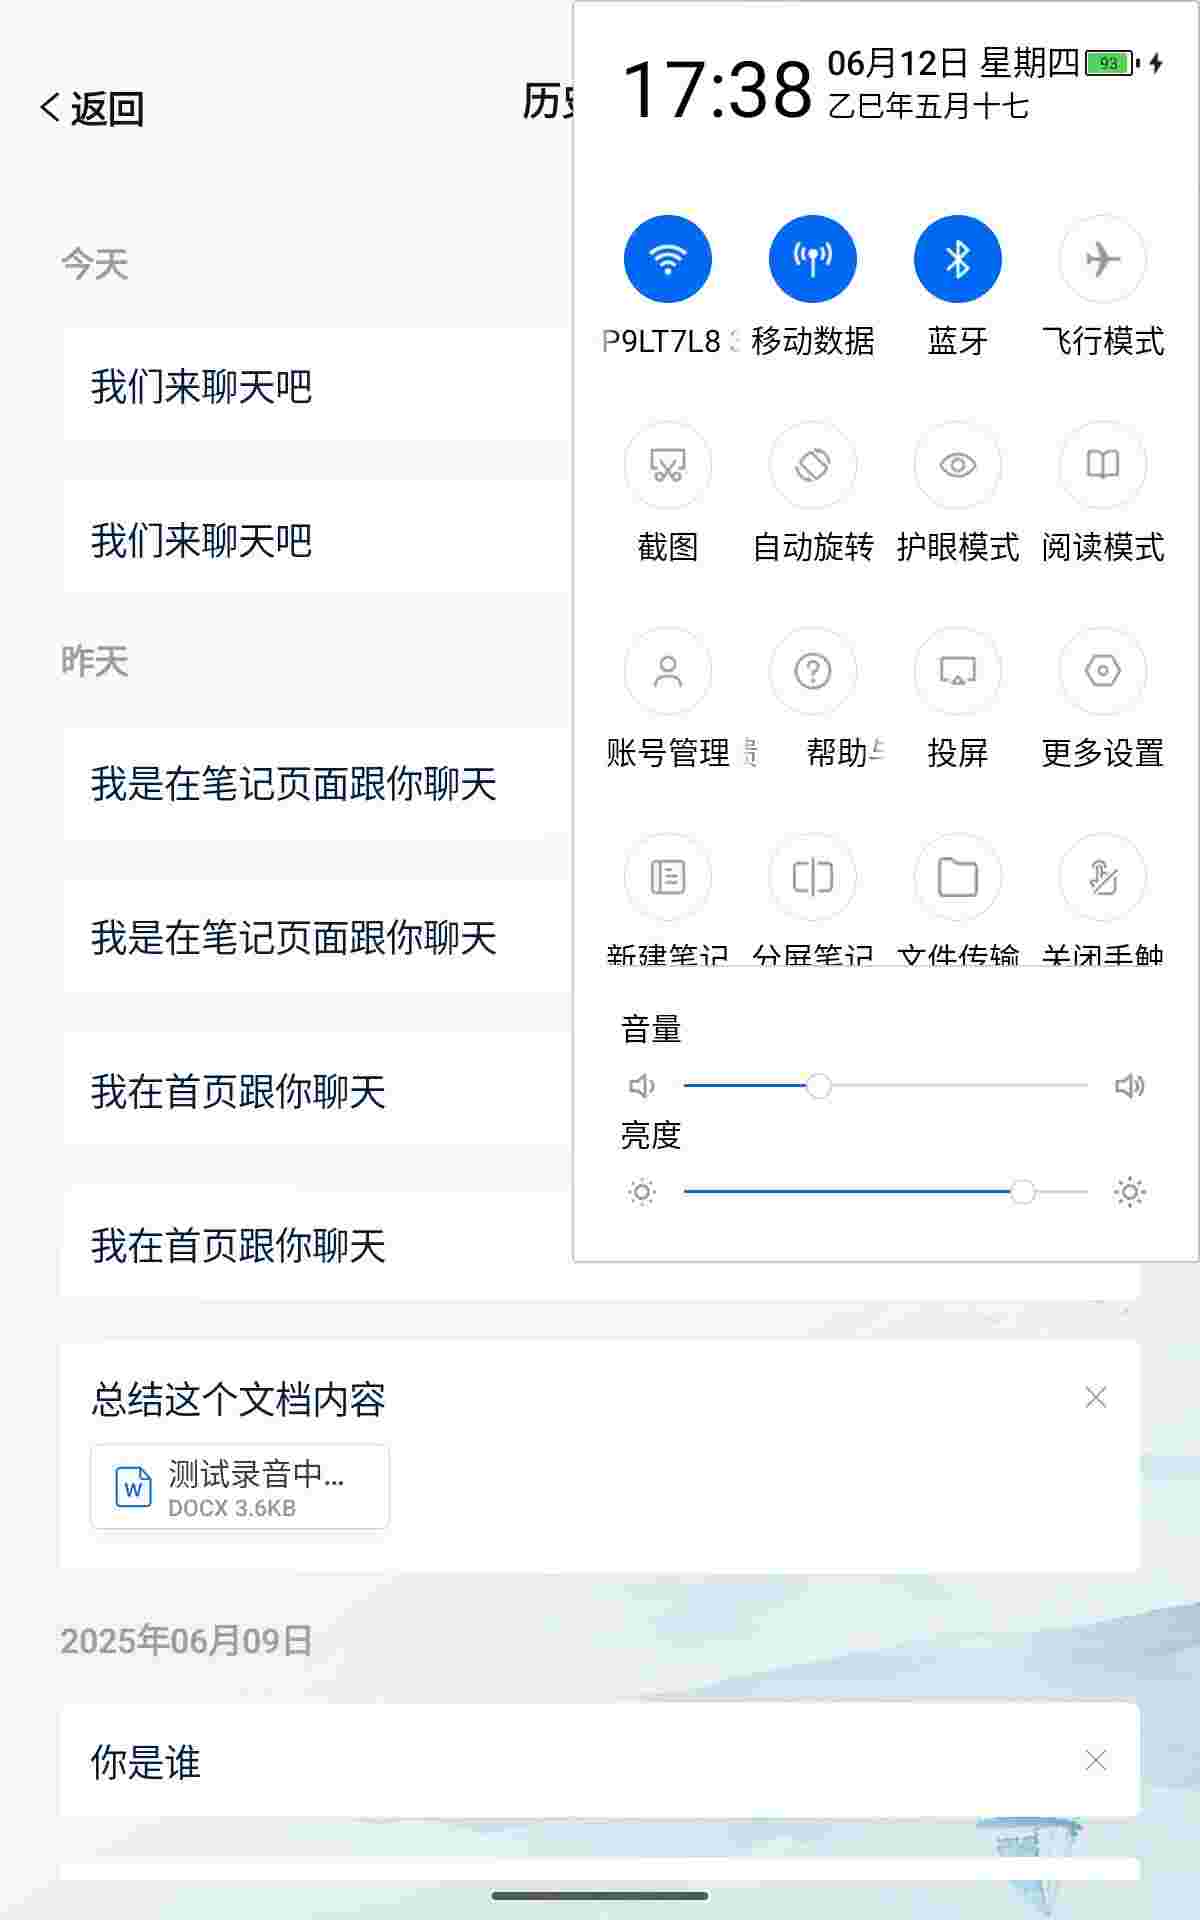 返回
历史
17:38
06月12日 星期四
93
乙巳年五月十七
P9LT7L8
移动数据
蓝牙
飞行模式
截图
自动旋转
护眼模式
阅读模式
账号管理
帮助与
投屏
更多设置
新建笔记
分屏笔记
文件传输
关闭手触
音量
亮度
今天
我们来聊天吧
我们来聊天吧
昨天
我是在笔记页面跟你聊天
我是在笔记页面跟你聊天
我在首页跟你聊天
我在首页跟你聊天
总结这个文档内容
W
测试录音中...
DOCX 3.6KB
2025年06月09日
你是谁